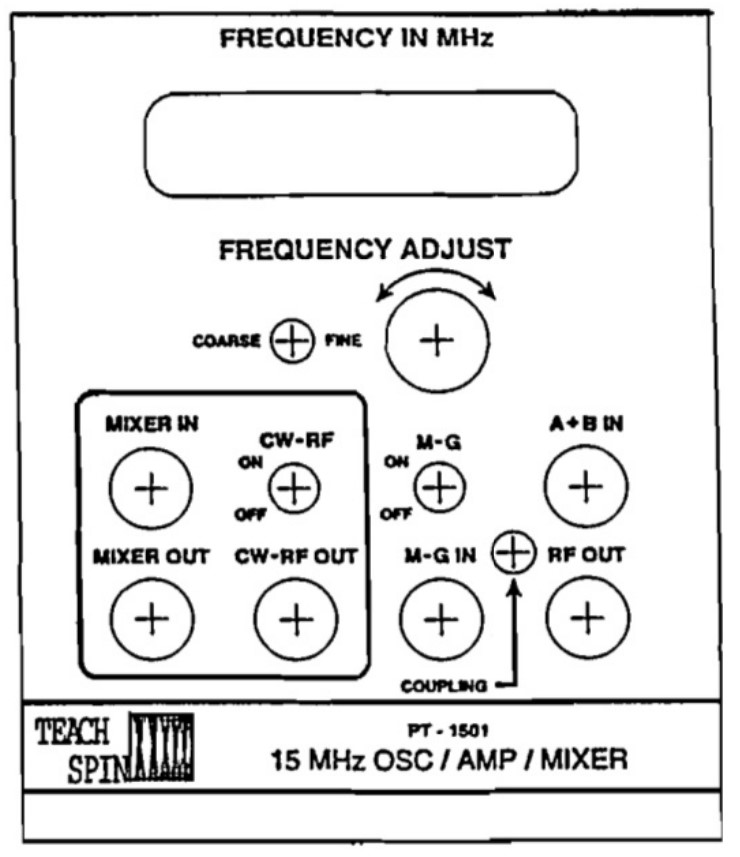 FREQUENCY IN MHz
FREQUENCY ADJUST
COARSE FINE
MIXER IN
CW-RF
ON
OFF
M-G
ON
OFF
A+B IN
MIXER OUT
CW-RF OUT
M-G IN
RF OUT
COUPLING
TEACH
SPIN
PT - 1501
15 MHz OSC / AMP / MIXER